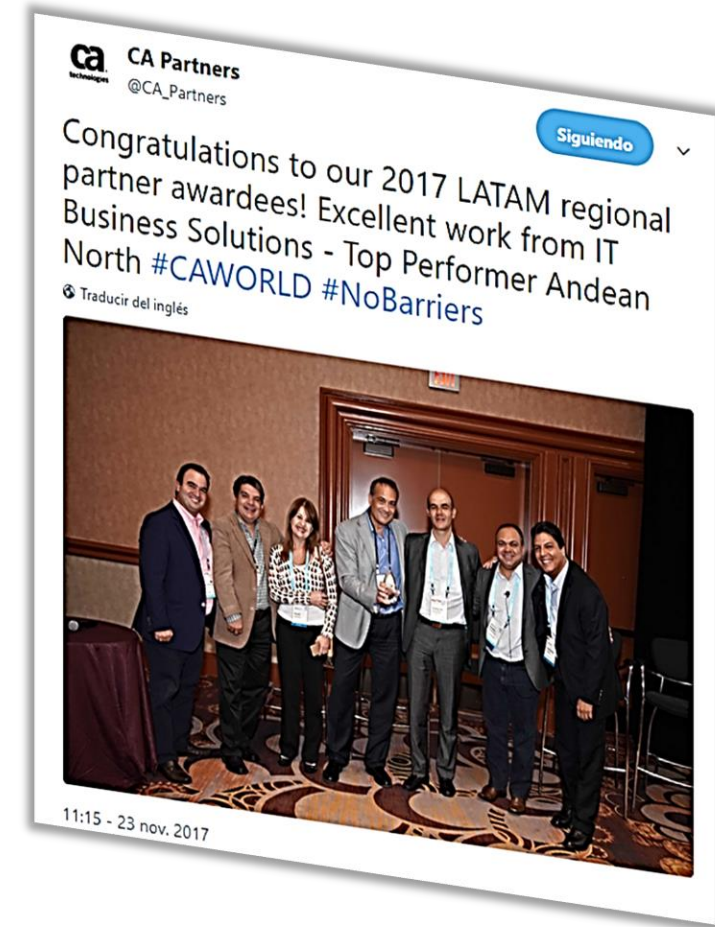 ca
technologies
CA Partners
@CA_Partners
Siguiendo
Congratulations to our 2017 LATAM regional
partner awardees! Excellent work from IT
Business Solutions - Top Performer Andean
North #CAWORLD #NoBarriers
Traducir del inglés
11:15 - 23 nov. 2017